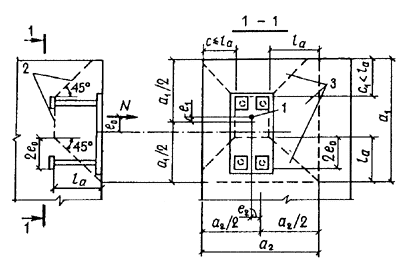 1 - 1
1
2
45°
45°
N
e₀
2e₀
lₐ
1
c≤lₐ
lₐ
a₁/2
a₁/2
e₁
1
3
c₁<lₐ
a₁
2e₀
lₐ
e₂
a₂/2
a₂/2
a₂
c
c
c
c